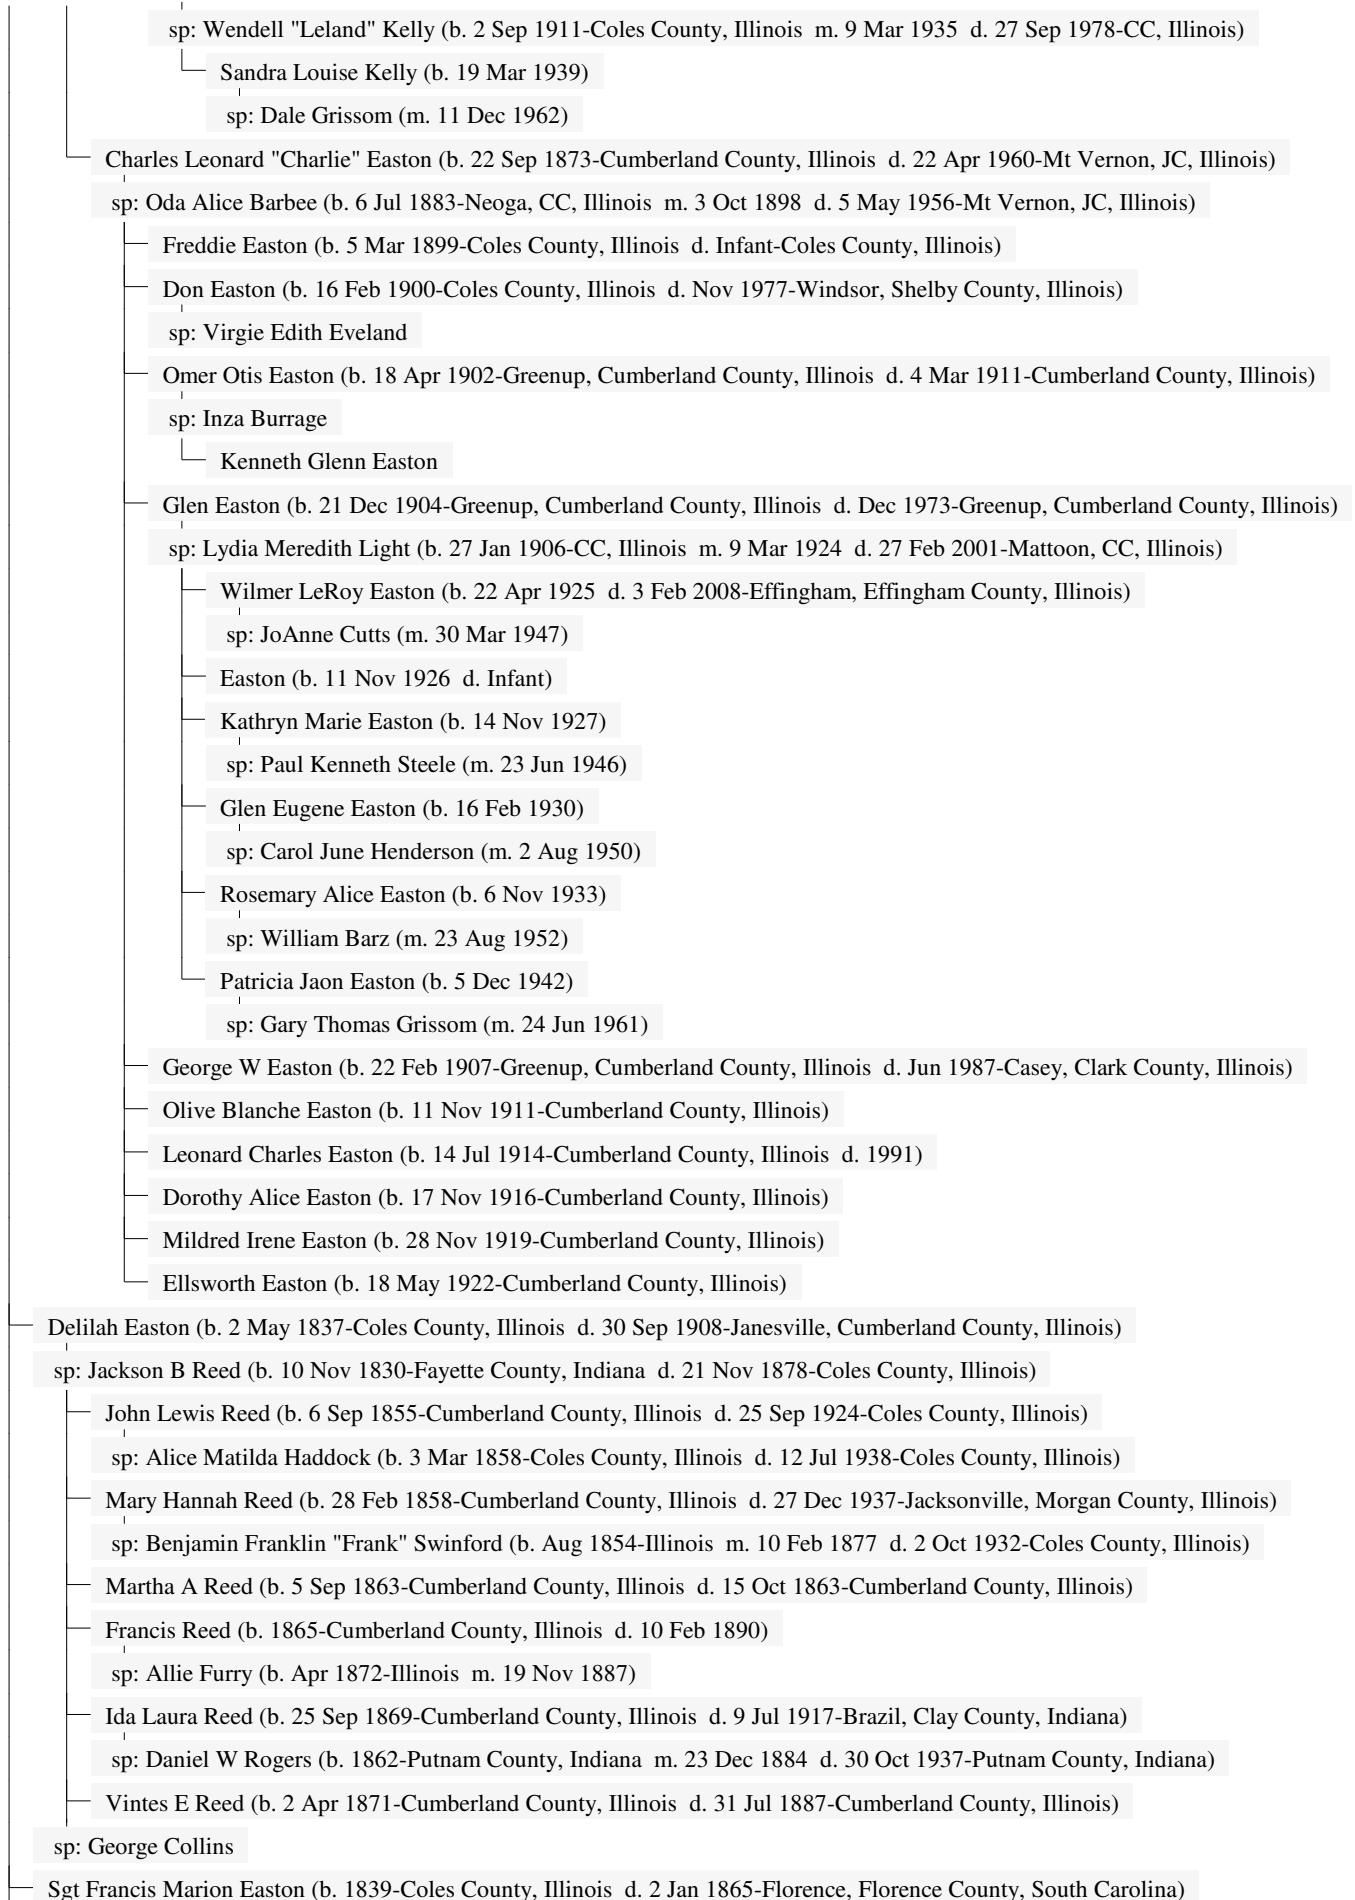 sp: Wendell "Leland" Kelly (b. 2 Sep 1911-Coles County, Illinois m. 9 Mar 1935 d. 27 Sep 1978-CC, Illinois)
Sandra Louise Kelly (b. 19 Mar 1939)
sp: Dale Grissom (m. 11 Dec 1962)
Charles Leonard "Charlie" Easton (b. 22 Sep 1873-Cumberland County, Illinois d. 22 Apr 1960-Mt Vernon, JC, Illinois)
sp: Oda Alice Barbee (b. 6 Jul 1883-Neoga, CC, Illinois m. 3 Oct 1898 d. 5 May 1956-Mt Vernon, JC, Illinois)
Freddie Easton (b. 5 Mar 1899-Coles County, Illinois d. Infant-Coles County, Illinois)
Don Easton (b. 16 Feb 1900-Coles County, Illinois d. Nov 1977-Windsor, Shelby County, Illinois)
sp: Virgie Edith Eveland
Omer Otis Easton (b. 18 Apr 1902-Greenup, Cumberland County, Illinois d. 4 Mar 1911-Cumberland County, Illinois)
sp: Inza Burrage
Kenneth Glenn Easton
Glen Easton (b. 21 Dec 1904-Greenup, Cumberland County, Illinois d. Dec 1973-Greenup, Cumberland County, Illinois)
sp: Lydia Meredith Light (b. 27 Jan 1906-CC, Illinois m. 9 Mar 1924 d. 27 Feb 2001-Mattoon, CC, Illinois)
Wilmer LeRoy Easton (b. 22 Apr 1925 d. 3 Feb 2008-Effingham, Effingham County, Illinois)
sp: JoAnne Cutts (m. 30 Mar 1947)
Easton (b. 11 Nov 1926 d. Infant)
Kathryn Marie Easton (b. 14 Nov 1927)
sp: Paul Kenneth Steele (m. 23 Jun 1946)
Glen Eugene Easton (b. 16 Feb 1930)
sp: Carol June Henderson (m. 2 Aug 1950)
Rosemary Alice Easton (b. 6 Nov 1933)
sp: William Barz (m. 23 Aug 1952)
Patricia Jaon Easton (b. 5 Dec 1942)
sp: Gary Thomas Grissom (m. 24 Jun 1961)
George W Easton (b. 22 Feb 1907-Greenup, Cumberland County, Illinois d. Jun 1987-Casey, Clark County, Illinois)
Olive Blanche Easton (b. 11 Nov 1911-Cumberland County, Illinois)
Leonard Charles Easton (b. 14 Jul 1914-Cumberland County, Illinois d. 1991)
Dorothy Alice Easton (b. 17 Nov 1916-Cumberland County, Illinois)
Mildred Irene Easton (b. 28 Nov 1919-Cumberland County, Illinois)
Ellsworth Easton (b. 18 May 1922-Cumberland County, Illinois)
Delilah Easton (b. 2 May 1837-Coles County, Illinois d. 30 Sep 1908-Janesville, Cumberland County, Illinois)
sp: Jackson B Reed (b. 10 Nov 1830-Fayette County, Indiana d. 21 Nov 1878-Coles County, Illinois)
John Lewis Reed (b. 6 Sep 1855-Cumberland County, Illinois d. 25 Sep 1924-Coles County, Illinois)
sp: Alice Matilda Haddock (b. 3 Mar 1858-Coles County, Illinois d. 12 Jul 1938-Coles County, Illinois)
Mary Hannah Reed (b. 28 Feb 1858-Cumberland County, Illinois d. 27 Dec 1937-Jacksonville, Morgan County, Illinois)
sp: Benjamin Franklin "Frank" Swinford (b. Aug 1854-Illinois m. 10 Feb 1877 d. 2 Oct 1932-Coles County, Illinois)
Martha A Reed (b. 5 Sep 1863-Cumberland County, Illinois d. 15 Oct 1863-Cumberland County, Illinois)
Francis Reed (b. 1865-Cumberland County, Illinois d. 10 Feb 1890)
sp: Allie Furry (b. Apr 1872-Illinois m. 19 Nov 1887)
Ida Laura Reed (b. 25 Sep 1869-Cumberland County, Illinois d. 9 Jul 1917-Brazil, Clay County, Indiana)
sp: Daniel W Rogers (b. 1862-Putnam County, Indiana m. 23 Dec 1884 d. 30 Oct 1937-Putnam County, Indiana)
Vintes E Reed (b. 2 Apr 1871-Cumberland County, Illinois d. 31 Jul 1887-Cumberland County, Illinois)
sp: George Collins
Sgt Francis Marion Easton (b. 1839-Coles County, Illinois d. 2 Jan 1865-Florence, Florence County, South Carolina)